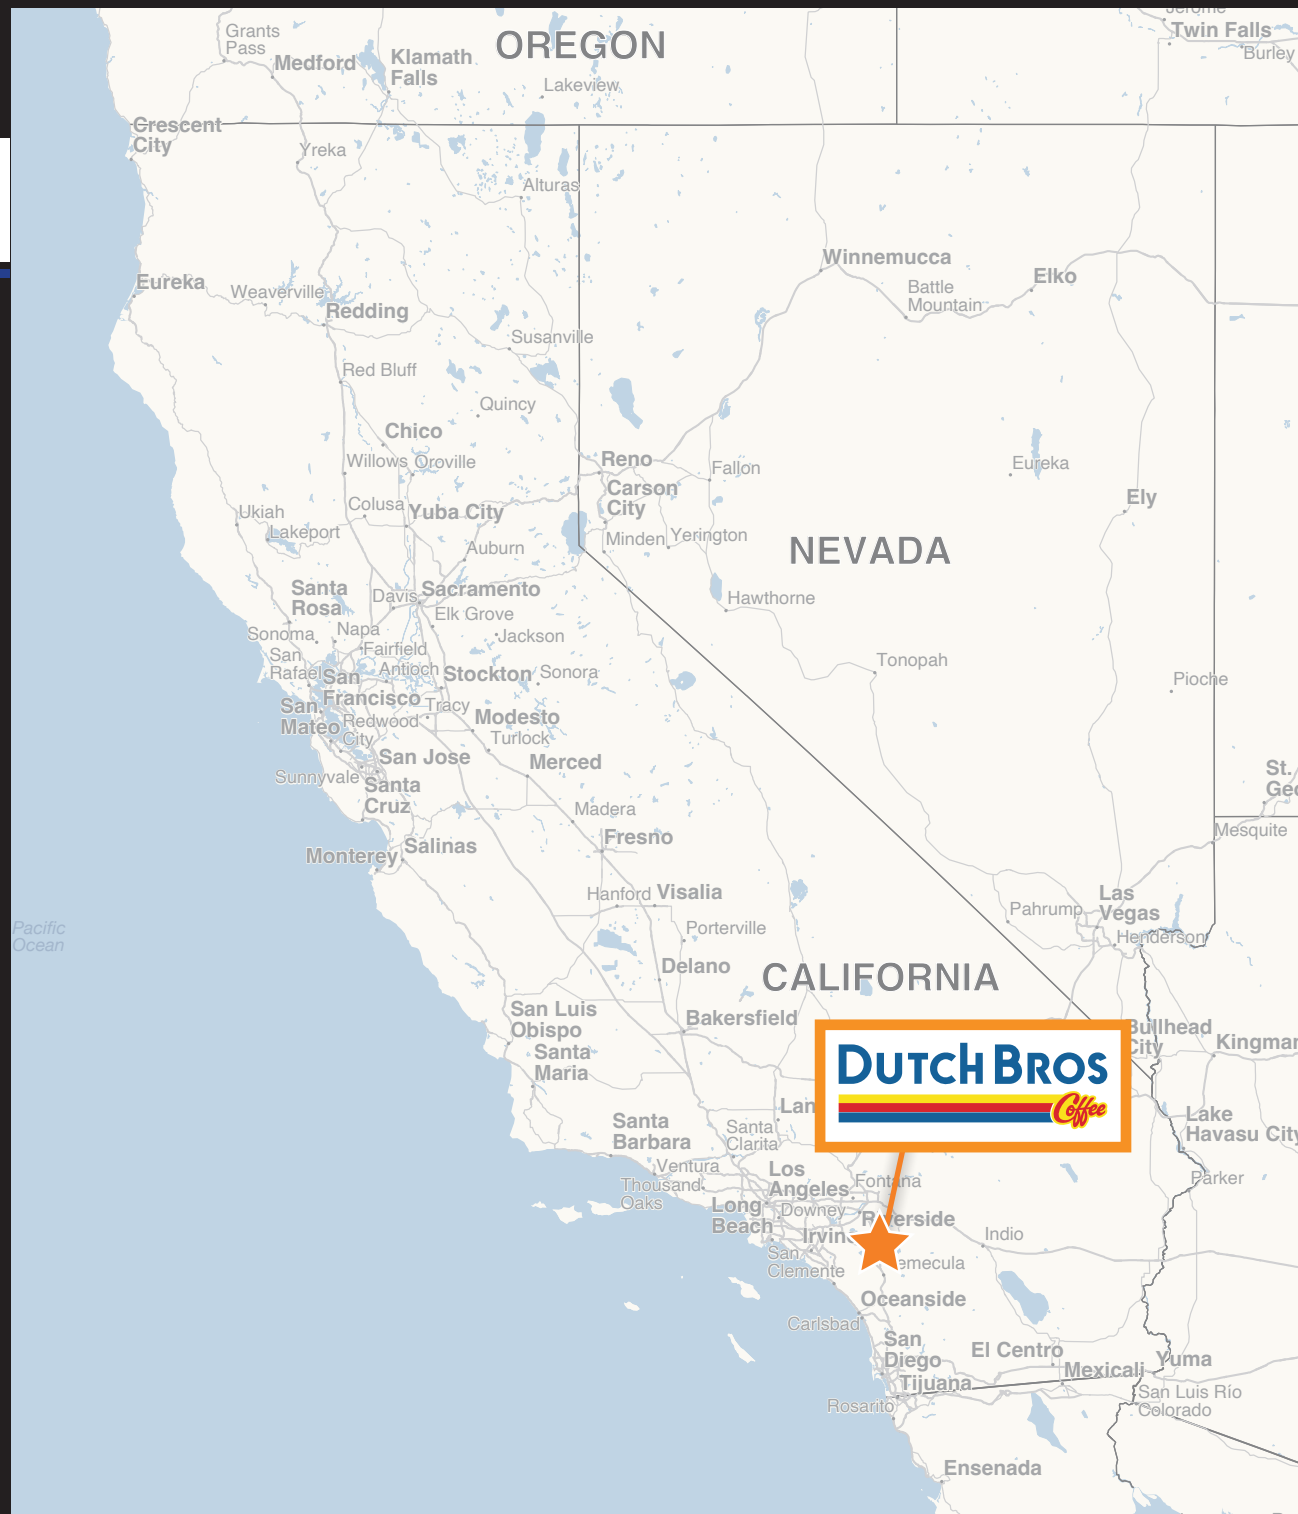 Jerome
Twin Falls
Burley
Grants
Pass
Medford
Klamath
Falls
OREGON
Lakeview
Crescent
City
Yreka
Alturas
Winnemucca
Elko
Battle
Mountain
Eureka
Weaverville
Redding
Susanville
Red Bluff
Quincy
Chico
Willows
Oroville
Reno
Fallon
Eureka
Carson
City
Ely
Colusa
Yuba City
Ukiah
Lakeport
Minden
Yerington
NEVADA
Auburn
Santa
Rosa
Davis
Sacramento
Hawthorne
Elk Grove
Sonoma
Napa
Jackson
San
Rafael
Fairfield
Antioch
Stockton
Sonora
Tonopah
Pioche
San
Francisco
San
Mateo
Redwood
City
Tracy
Modesto
Turlock
San Jose
Merced
Sunnyvale
Santa
Cruz
St.
Geo
Madera
Mesquite
Fresno
Monterey
Salinas
Hanford
Visalia
Las
Vegas
Pahrump
Porterville
Pacific
Ocean
Henderson
Delano
CALIFORNIA
San Luis
Obispo
Bakersfield
Bullhead
City
Kingman
Santa
Maria
DUTCH BROS
Coffee
Lan
Lake
Havasu City
Santa
Barbara
Santa
Clarita
Ventura
Los
Angeles
Fontana
Parker
Thousand
Oaks
Long
Beach
Downey
Riverside
Irvine
Indio
San
Clemente
emecula
Oceanside
Carlsbad
San
Diego
El Centro
Mexicali
Yuma
Tijuana
San Luis Río
Colorado
Rosarito
Ensenada